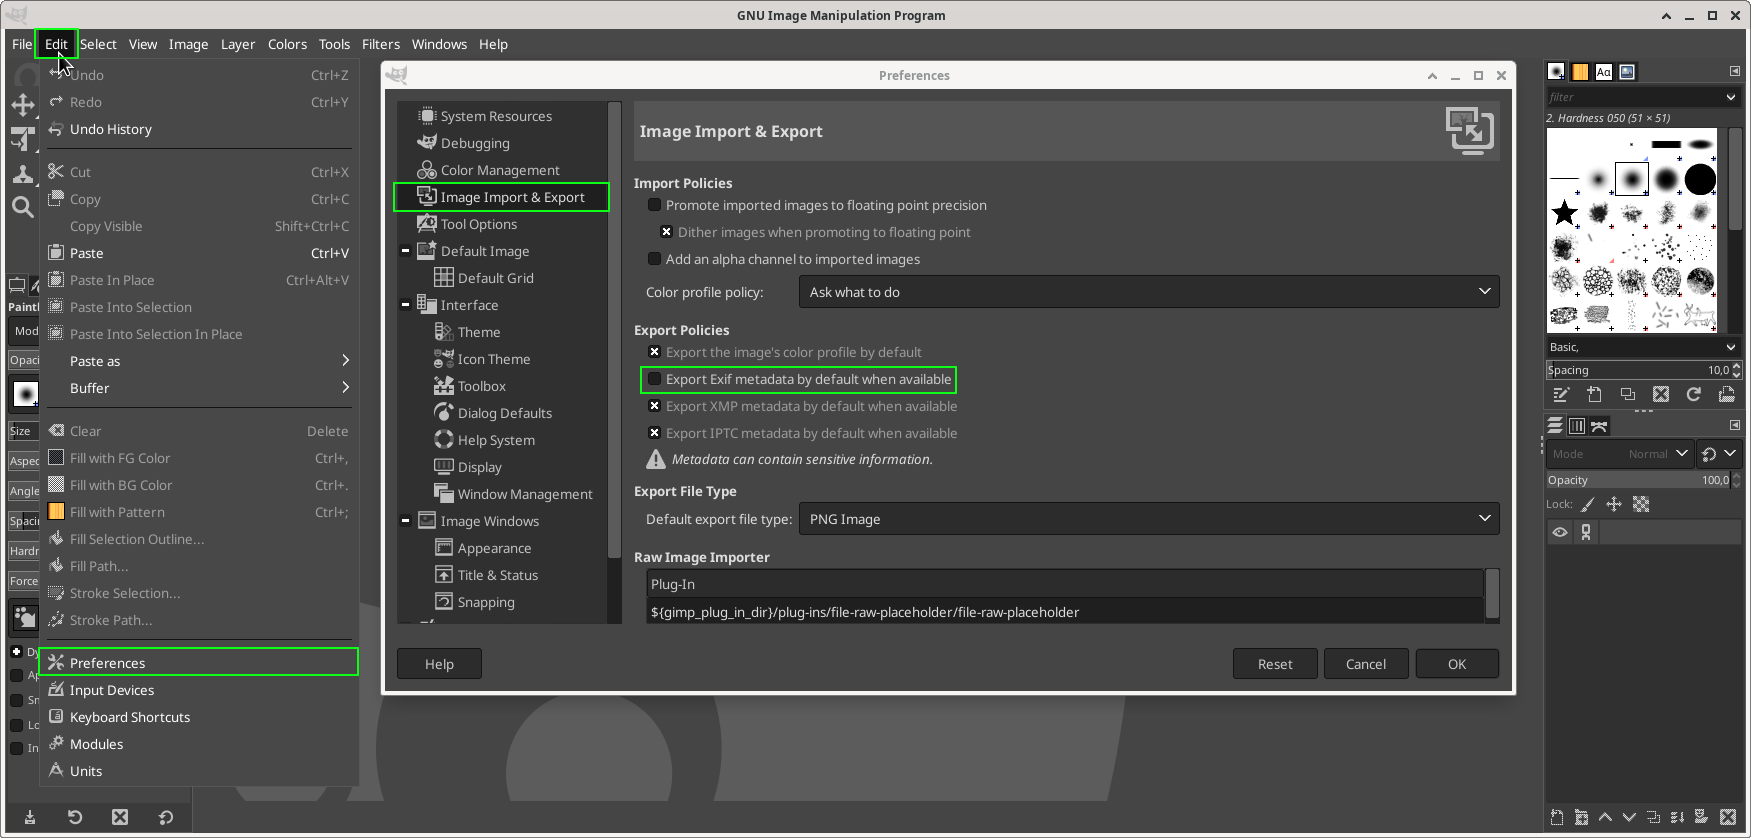 GNU Image Manipulation Program
File Edit Select View Image Layer Colors Tools Filters Windows Help
Undo Ctrl+Z
Redo Ctrl+Y
Undo History
Cut Ctrl+X
Copy Ctrl+C
Copy Visible Shift+Ctrl+C
Paste Ctrl+V
Paste In Place Ctrl+Alt+V
Paste Into Selection
Paste Into Selection In Place
Paste as
Buffer
Clear Delete
Fill with FG Color Ctrl+,
Fill with BG Color Ctrl+.
Fill with Pattern Ctrl+;
Fill Selection Outline...
Fill Path...
Stroke Selection...
Stroke Path...
Preferences
Input Devices
Keyboard Shortcuts
Modules
Units
Paint
Mod
Opaci
Size
Aspec
Angle
Spaci
Hardn
Force
Dy
Ap
Sm
Lo
In
Preferences
System Resources
Debugging
Color Management
Image Import & Export
Tool Options
Default Image
Default Grid
Interface
Theme
Icon Theme
Toolbox
Dialog Defaults
Help System
Display
Window Management
Image Windows
Appearance
Title & Status
Snapping
Image Import & Export
Import Policies
Promote imported images to floating point precision
Dither images when promoting to floating point
Add an alpha channel to imported images
Color profile policy: Ask what to do
Export Policies
Export the image's color profile by default
Export Exif metadata by default when available
Export XMP metadata by default when available
Export IPTC metadata by default when available
Metadata can contain sensitive information.
Export File Type
Default export file type: PNG Image
Raw Image Importer
Plug-In
${gimp_plug_in_dir}/plug-ins/file-raw-placeholder/file-raw-placeholder
Help Reset Cancel OK
Aα
filter
2. Hardness 050 (51 × 51)
Basic,
Spacing 10,0
Mode Normal
Opacity 100,0
Lock: